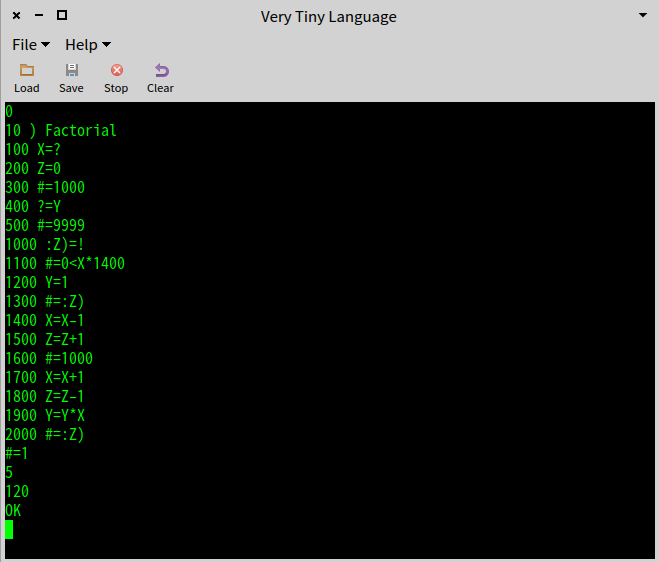 Very Tiny Language
File Help
Load Save Stop Clear
0
10 ) Factorial
100 X=?
200 Z=0
300 #=1000
400 ?=Y
500 #=9999
1000 :Z)=!
1100 #=0<X*1400
1200 Y=1
1300 #=:Z)
1400 X=X-1
1500 Z=Z+1
1600 #=1000
1700 X=X+1
1800 Z=Z-1
1900 Y=Y*X
2000 #=:Z)
#=1
5
120
OK